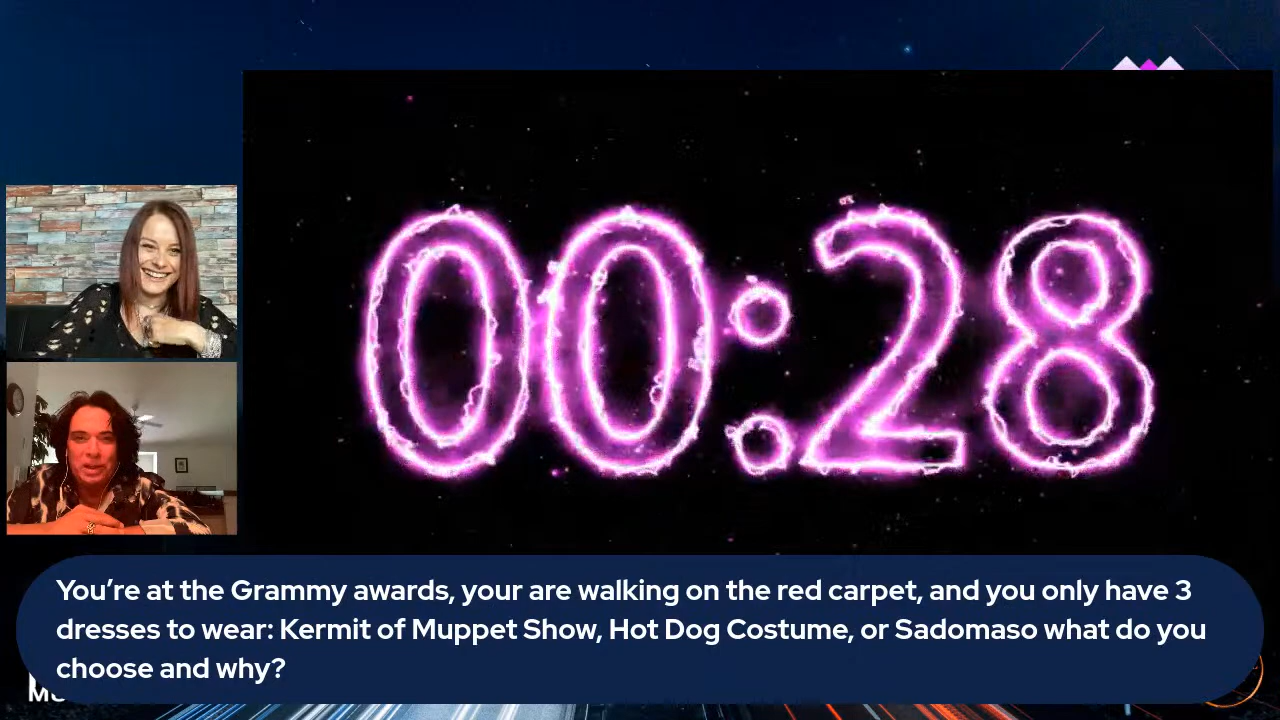 00:28
You’re at the Grammy awards, your are walking on the red carpet, and you only have 3
dresses to wear: Kermit of Muppet Show, Hot Dog Costume, or Sadomaso what do you
choose and why?